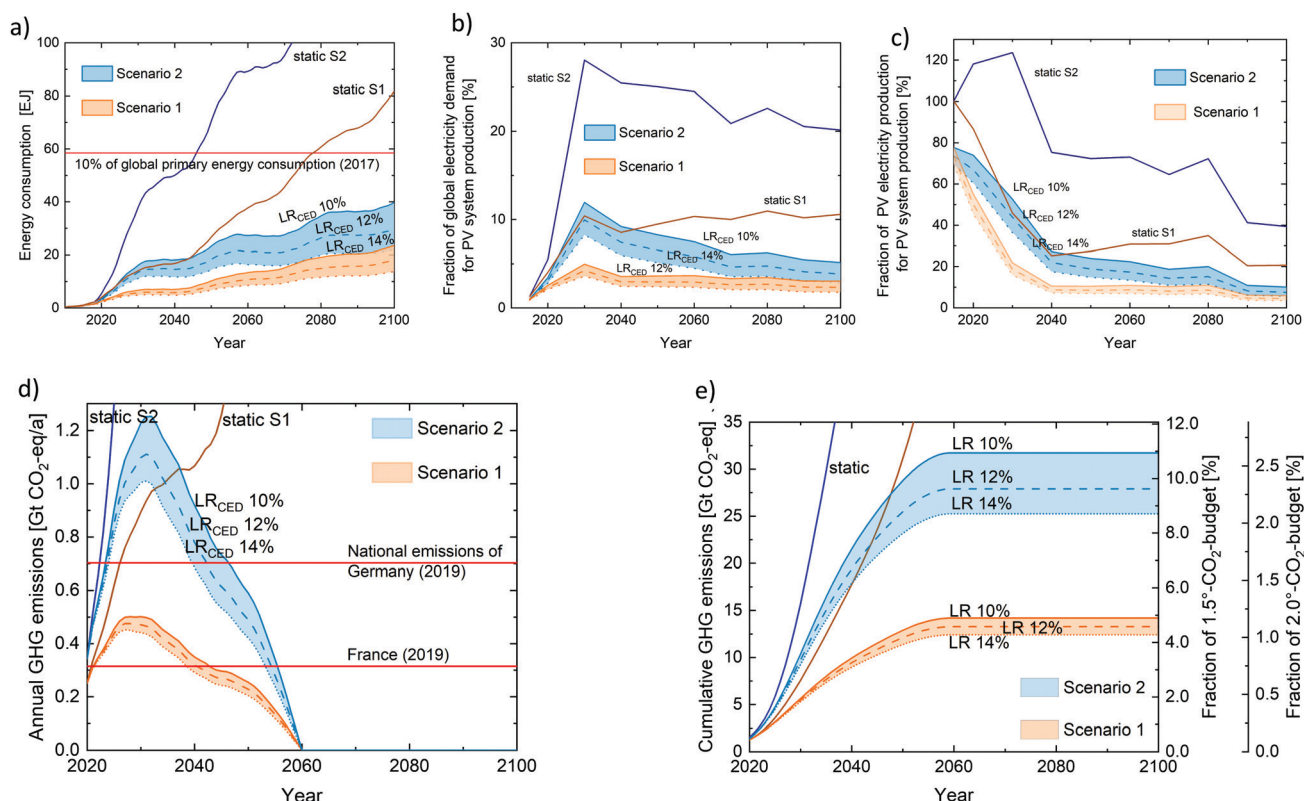 a)
Energy consumption [EJ]
100
80
60
40
20
0
static S2
Scenario 2
Scenario 1
static S1
10% of global primary energy consumption (2017)
LRCED 10%
LRCED 12%
LRCED 14%
2020 2040 2060 2080 2100
Year
b)
Fraction of global electricity demand
for PV system production [%]
30
20
10
0
static S2
Scenario 2
Scenario 1
static S1
LRCED 10%
LRCED 14%
LRCED 12%
2020 2040 2060 2080 2100
Year
c)
Fraction of PV electricity production
for PV system production [%]
120
100
80
60
40
20
0
static S2
Scenario 2
Scenario 1
LRCED 10%
LRCED 12%
LRCED 14%
static S1
2020 2040 2060 2080 2100
Year
d)
Annual GHG emissions [Gt CO2-eq/a]
1.2
1.0
0.8
0.6
0.4
0.2
0.0
static S2
static S1
Scenario 2
Scenario 1
LRCED 10%
LRCED 12%
LRCED 14%
National emissions of
Germany (2019)
France (2019)
2020 2040 2060 2080 2100
Year
e)
Cumulative GHG emissions [Gt CO2-eq]
35
30
25
20
15
10
5
0
static
LR 10%
LR 12%
LR 14%
LR 10%
LR 12%
LR 14%
Scenario 2
Scenario 1
2020 2040 2060 2080 2100
Year
12.0
10.0
8.0
6.0
4.0
2.0
0.0
Fraction of 1.5°-CO2-budget [%]
2.5
2.0
1.5
1.0
0.5
0.0
Fraction of 2.0°-CO2-budget [%]